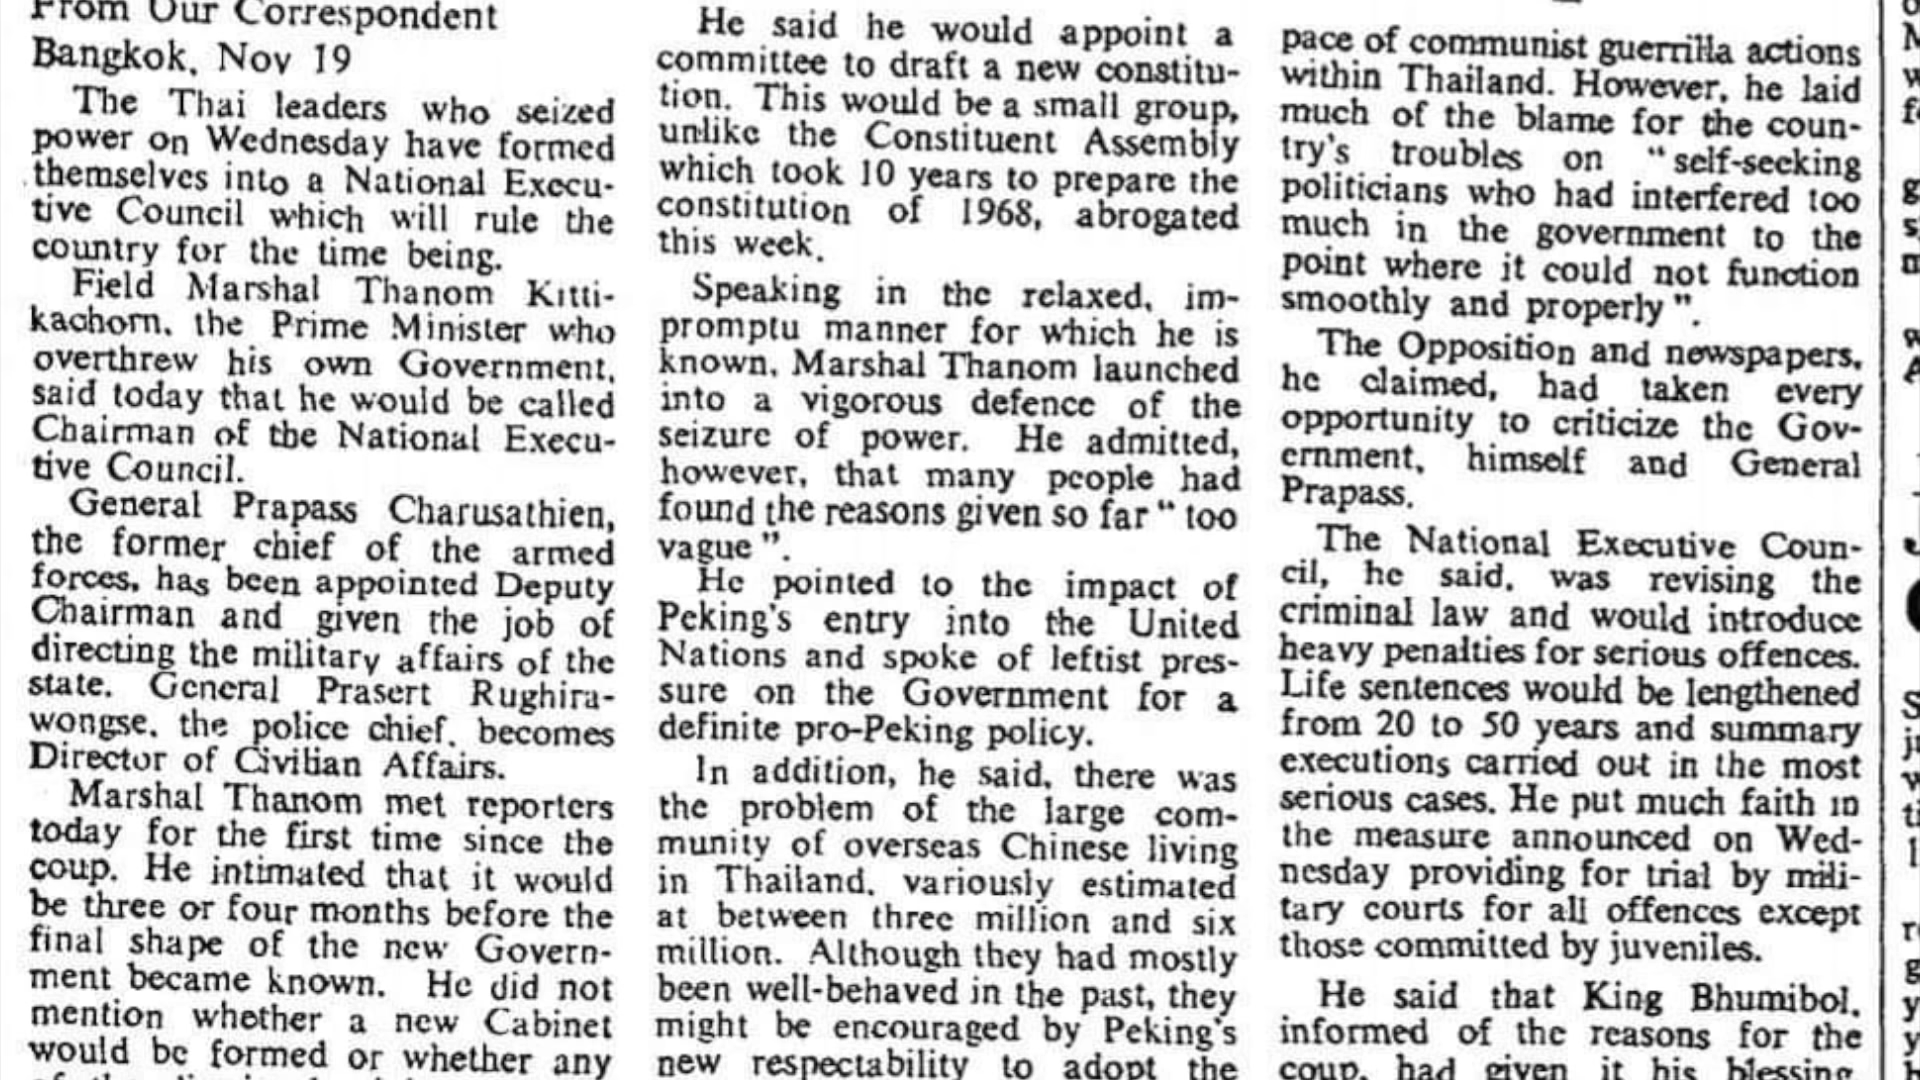 From Our Correspondent
Bangkok, Nov 19
The Thai leaders who seized
power on Wednesday have formed
themselves into a National Execu-
tive Council which will rule the
country for the time being.
Field Marshal Thanom Kitti-
kachorn, the Prime Minister who
overthrew his own Government,
said today that he would be called
Chairman of the National Execu-
tive Council.
General Prapass Charusathien,
the former chief of the armed
forces, has been appointed Deputy
Chairman and given the job of
directing the military affairs of the
state. General Prasert Rughira-
wongse, the police chief, becomes
Director of Civilian Affairs.
Marshal Thanom met reporters
today for the first time since the
coup. He intimated that it would
be three or four months before the
final shape of the new Govern-
ment became known. He did not
mention whether a new Cabinet
would be formed or whether any
He said he would appoint a
committee to draft a new constitu-
tion. This would be a small group,
unlike the Constituent Assembly
which took 10 years to prepare the
constitution of 1968, abrogated
this week.
Speaking in the relaxed, im-
promptu manner for which he is
known, Marshal Thanom launched
into a vigorous defence of the
seizure of power. He admitted,
however, that many people had
found the reasons given so far " too
vague ".
He pointed to the impact of
Peking's entry into the United
Nations and spoke of leftist pres-
sure on the Government for a
definite pro-Peking policy.
In addition, he said, there was
the problem of the large com-
munity of overseas Chinese living
in Thailand, variously estimated
at between three million and six
million. Although they had mostly
been well-behaved in the past, they
might be encouraged by Peking's
new respectability to adopt the
pace of communist guerrilla actions
within Thailand. However, he laid
much of the blame for the coun-
try's troubles on " self-seeking
politicians who had interfered too
much in the government to the
point where it could not function
smoothly and properly ".
The Opposition and newspapers,
he claimed, had taken every
opportunity to criticize the Gov-
ernment, himself and General
Prapass.
The National Executive Coun-
cil, he said, was revising the
criminal law and would introduce
heavy penalties for serious offences.
Life sentences would be lengthened
from 20 to 50 years and summary
executions carried out in the most
serious cases. He put much faith in
the measure announced on Wed-
nesday providing for trial by mili-
tary courts for all offences except
those committed by juveniles.
He said that King Bhumibol,
informed of the reasons for the
coup, had given it his blessing.